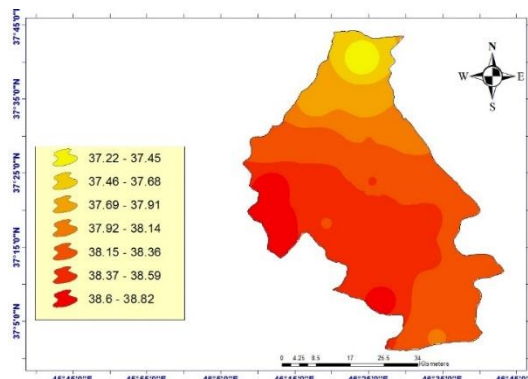 37°45'0"N
37°35'0"N
37°25'0"N
37°15'0"N
37°5'0"N
N
W
E
S
37.22 - 37.45
37.46 - 37.68
37.69 - 37.91
37.92 - 38.14
38.15 - 38.36
38.37 - 38.59
38.6 - 38.82
0 4.25 8.5 17 25.5 34
Kilometers